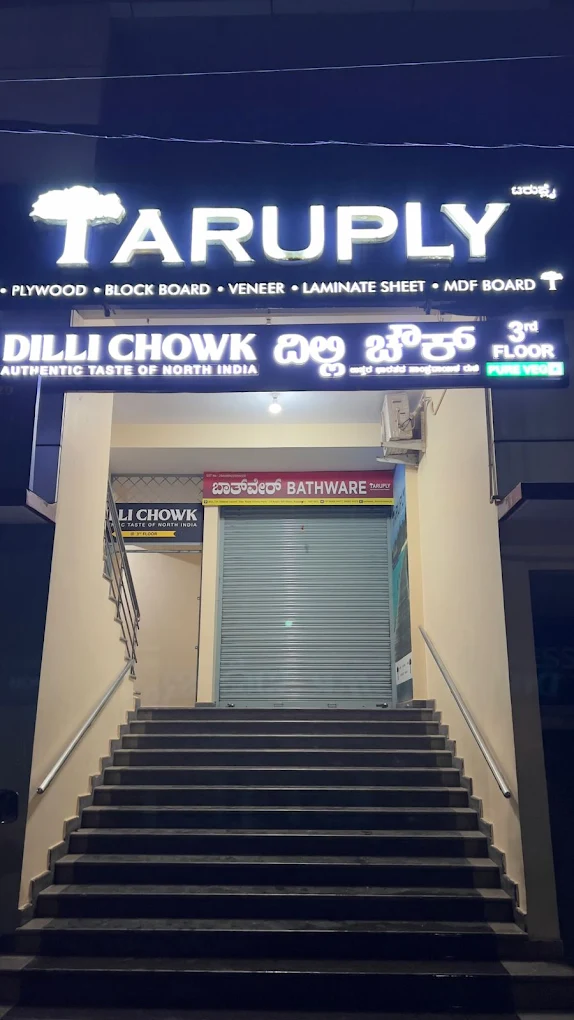 ಟರುಪ್ಲೈ
TARUPLY
• PLYWOOD • BLOCK BOARD • VENEER • LAMINATE SHEET • MDF BOARD
DILLI CHOWK
AUTHENTIC TASTE OF NORTH INDIA
ದಿಲ್ಲಿ ಚೌಕ್
3rd
FLOOR
PURE VEG
ಬಾತ್‌ವೇರ್ BATHWARE TARUPLY
LI CHOWK
C TASTE OF NORTH INDIA